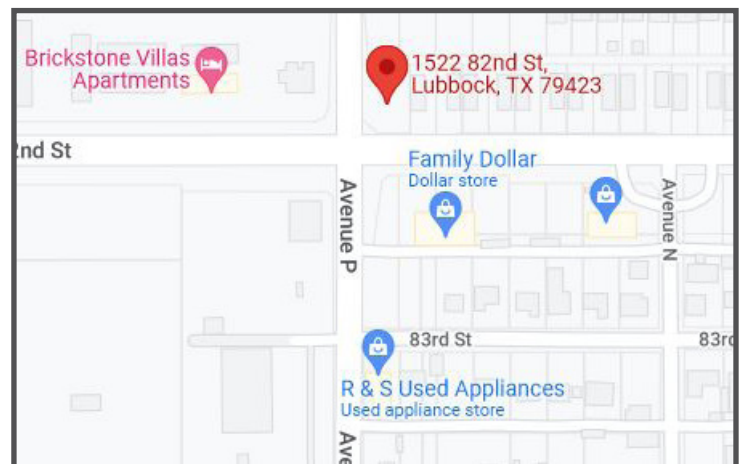 Brickstone Villas
Apartments
1522 82nd St,
Lubbock, TX 79423
2nd St
Family Dollar
Dollar store
Avenue P
Avenue N
83rd St
83rd
R & S Used Appliances
Used appliance store
Ave